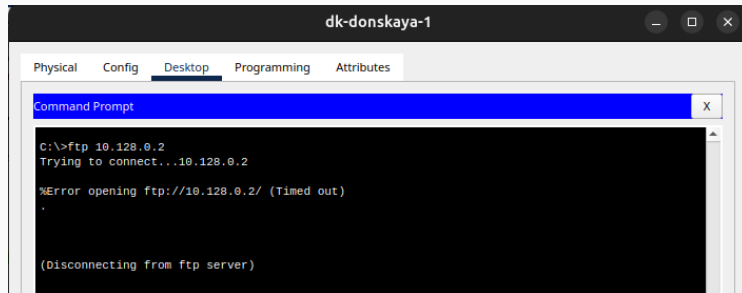 dk-donskaya-1
Physical Config Desktop Programming Attributes
Command Prompt X
C:\>ftp 10.128.0.2
Trying to connect...10.128.0.2
%Error opening ftp://10.128.0.2/ (Timed out)
.
(Disconnecting from ftp server)